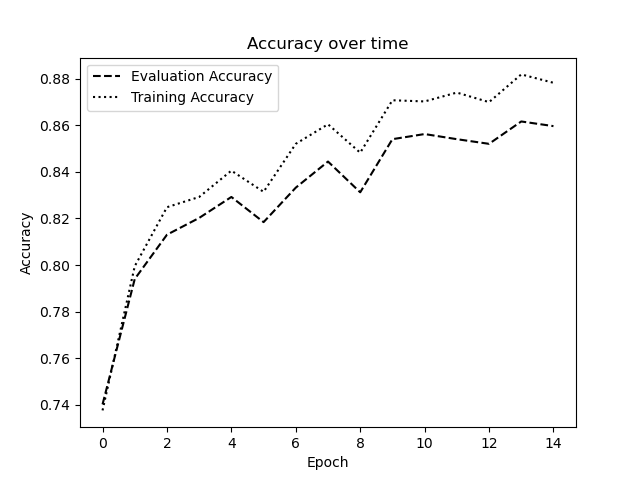 Accuracy over time
Evaluation Accuracy
Training Accuracy
0.88
0.86
0.84
0.82
0.80
0.78
0.76
0.74
Accuracy
0 2 4 6 8 10 12 14
Epoch